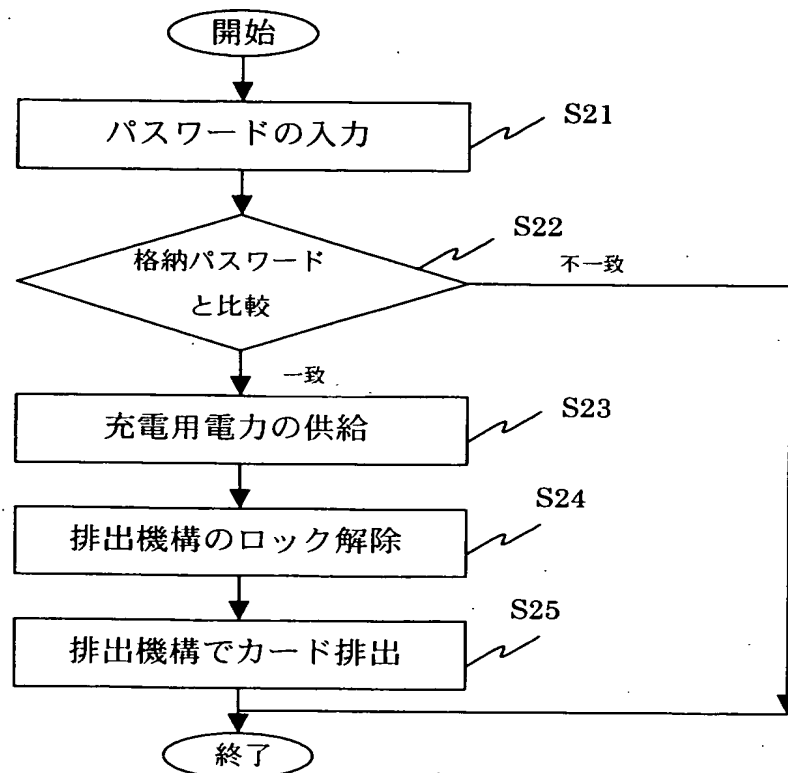 開始
パスワードの入力
S21
格納パスワード
と比較
S22
不一致
一致
充電用電力の供給
S23
排出機構のロック解除
S24
排出機構でカード排出
S25
終了